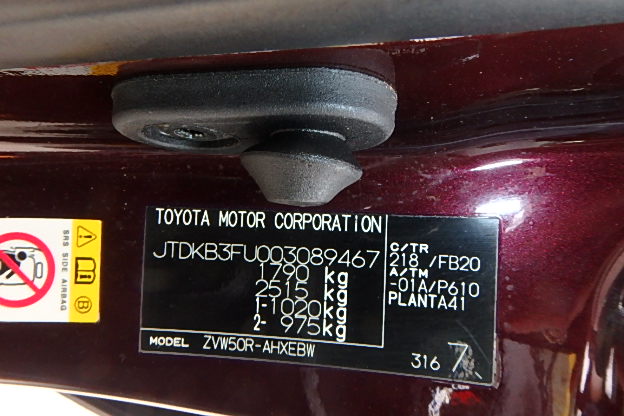 TOYOTA MOTOR CORPORATION
JTDKB3FU003089467
1790 Kg
2515 Kg
1-1020 Kg
2- 975 Kg
MODEL ZVW50R-AHXEBW
C/TR
218 /FB20
A/TM
-01A/P610
PLANTA41
316 7
SRS SIDE AIRBAG
B